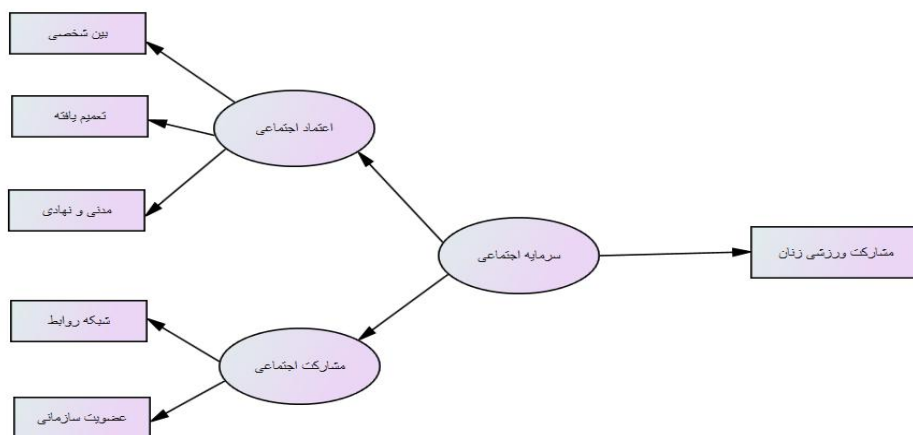 بین شخصی
تعمیم یافته
اعتماد اجتماعی
مدنی و نهادی
سرمایه اجتماعی
مشارکت ورزشی زنان
شبکه روابط
مشارکت اجتماعی
عضویت سازمانی